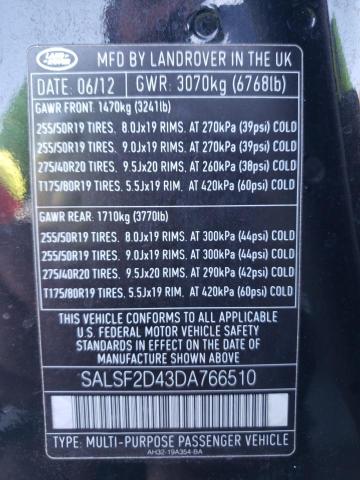 LAND
ROVER
MFD BY LANDROVER IN THE UK
DATE: 06/12 GWR: 3070kg (6768lb)
GAWR FRONT: 1470kg (3241lb)
255/50R19 TIRES, 8.0Jx19 RIMS. AT 270kPa (39psi) COLD
255/50R19 TIRES, 9.0Jx19 RIMS. AT 270kPa (39psi) COLD
275/40R20 TIRES, 9.5Jx20 RIMS. AT 260kPa (38psi) COLD
T175/80R19 TIRES, 5.5Jx19 RIM. AT 420kPa (60psi) COLD
GAWR REAR: 1710kg (3770lb)
255/50R19 TIRES, 8.0Jx19 RIMS. AT 300kPa (44psi) COLD
255/50R19 TIRES, 9.0Jx19 RIMS. AT 300kPa (44psi) COLD
275/40R20 TIRES, 9.5Jx20 RIMS. AT 290kPa (42psi) COLD
T175/80R19 TIRES, 5.5Jx19 RIM. AT 420kPa (60psi) COLD
THIS VEHICLE CONFORMS TO ALL APPLICABLE
U.S. FEDERAL MOTOR VEHICLE SAFETY
STANDARDS IN EFFECT ON THE DATE OF
MANUFACTURE SHOWN ABOVE.
SALSF2D43DA766510
TYPE: MULTI-PURPOSE PASSENGER VEHICLE
AH32-19A354-BA